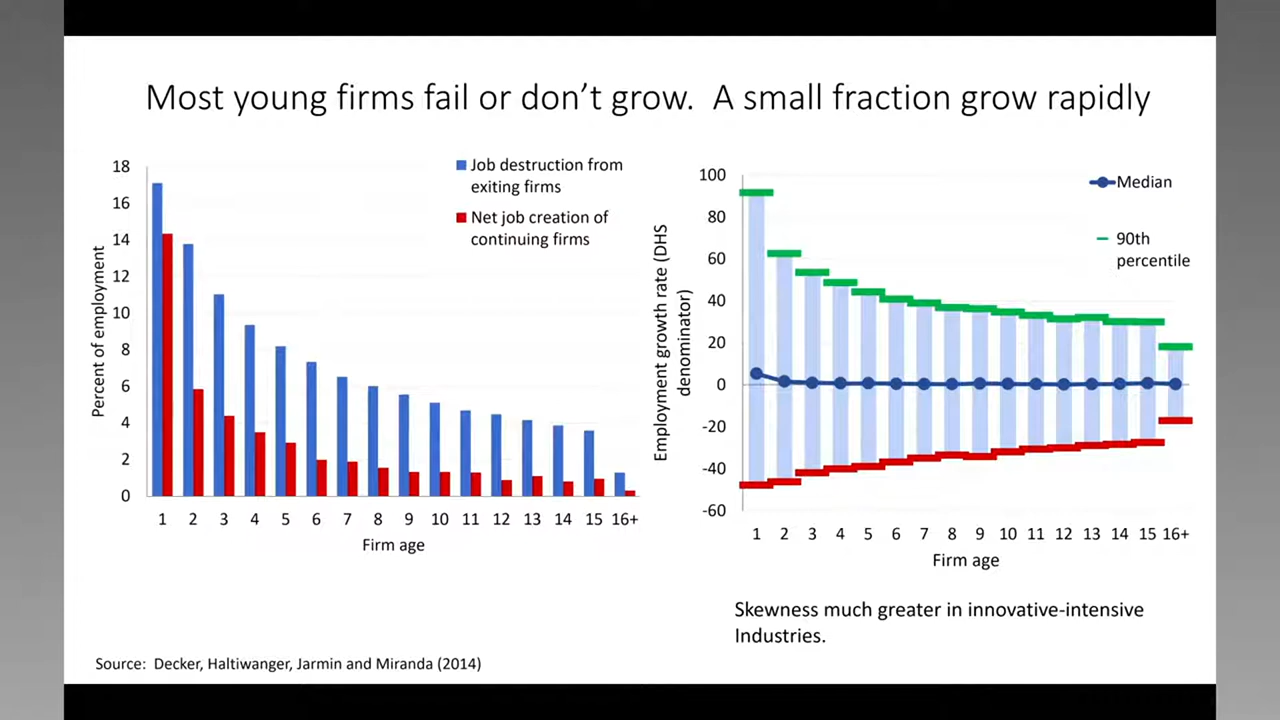 Most young firms fail or don't grow.  A small fraction grow rapidly
18
16
14
12
10
8
6
4
2
0
Percent of employment
Job destruction from
exiting firms
Net job creation of
continuing firms
1 2 3 4 5 6 7 8 9 10 11 12 13 14 15 16+
Firm age
100
80
60
40
20
0
-20
-40
-60
Employment growth rate (DHS
denominator)
Median
90th
percentile
1 2 3 4 5 6 7 8 9 10 11 12 13 14 15 16+
Firm age
Skewness much greater in innovative-intensive
Industries.
Source:  Decker, Haltiwanger, Jarmin and Miranda (2014)